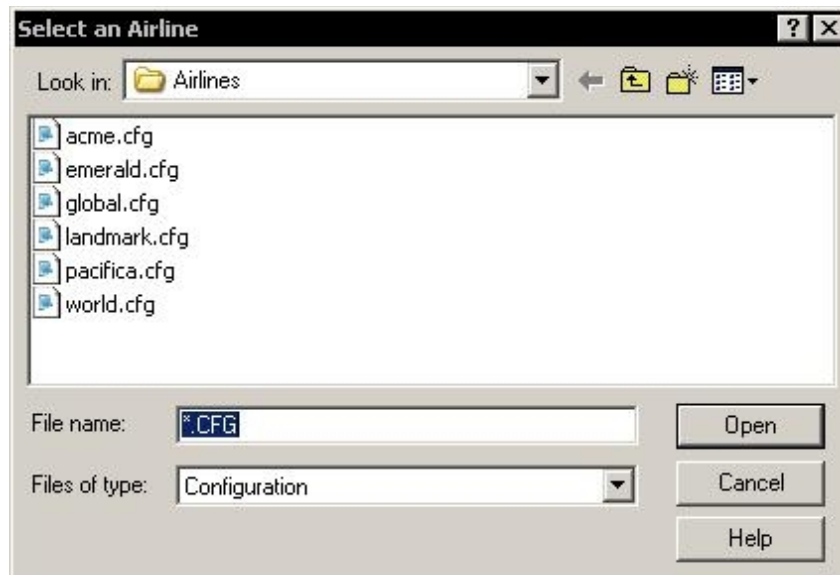 Select an Airline
Look in: Airlines
acme.cfg
emerald.cfg
global.cfg
landmark.cfg
pacifica.cfg
world.cfg
File name: *.CFG Open
Files of type: Configuration Cancel
Help